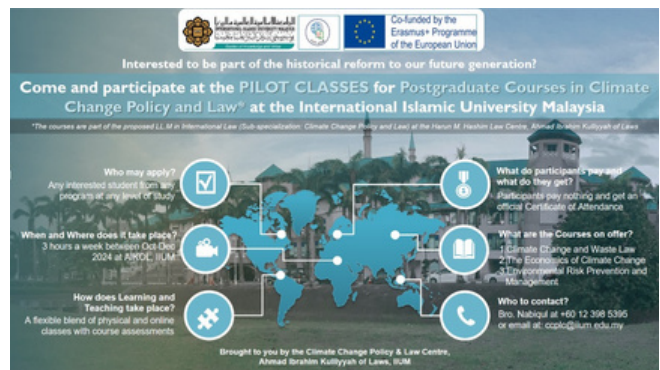 INTERNATIONAL ISLAMIC UNIVERSITY MALAYSIA
Co-funded by the
Erasmus+ Programme
of the European Union
Interested to be part of the historical reform to our future generation?
Come and participate at the PILOT CLASSES for Postgraduate Courses in Climate
Change Policy and Law* at the International Islamic University Malaysia
*The courses are part of the proposed LL.M in International Law (Sub-specialization: Climate Change Policy and Law) at the Harun M. Hashim Law Centre, Ahmad Ibrahim Kulliyyah of Laws
Who may apply?
Any interested student from any
program at any level of study
When and Where does it take place?
3 hours a week between Oct-Dec
2024 at AIKOL, IIUM
How does Learning and
Teaching take place?
A flexible blend of physical and online
classes with course assessments
What do participants pay and
what do they get?
Participants pay nothing and get an
official Certificate of Attendance
What are the Courses on offer?
1.Climate Change and Waste Law
2.The Economics of Climate Change
3.Environmental Risk Prevention and
Management
Who to contact?
Bro. Nabiqul at +60 12 398 5395
or email at: ccplc@iium.edu.my
Brought to you by the Climate Change Policy & Law Centre,
Ahmad Ibrahim Kulliyyah of Laws, IIUM